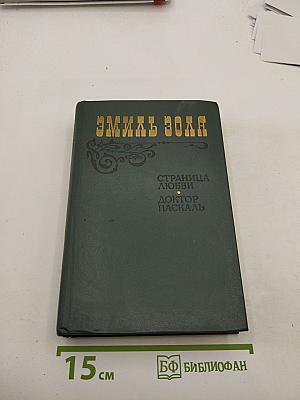 ЭМИЛЬ ЗОЛЯ
СТРАНИЦА
ЛЮБВИ
ДОКТОР
ПАСКАЛЬ
15 см
БФ БИБЛИОФАН